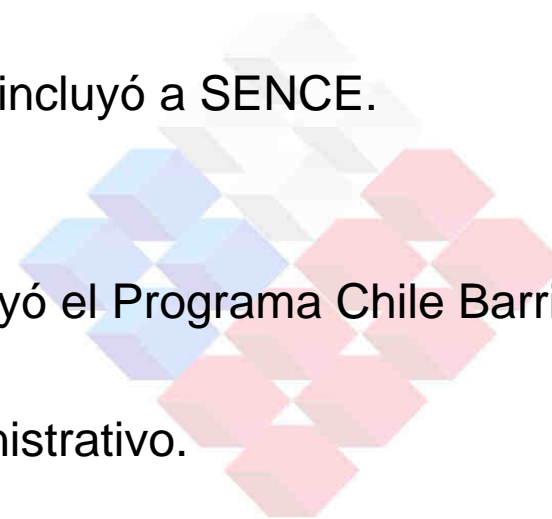 incluyó a SENCE.
yó el Programa Chile Barri
nistrativo.